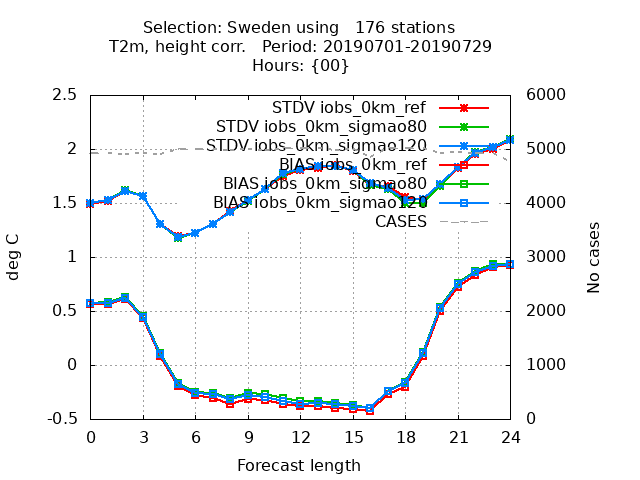 Selection: Sweden using   176 stations
T2m, height corr.   Period: 20190701-20190729
Hours: {00}
2.5
2
1.5
1
0.5
0
-0.5
6000
5000
4000
3000
2000
1000
0
deg C
No cases
STDV iobs_0km_ref
STDV iobs_0km_sigmao80
STDV iobs_0km_sigmao120
BIAS iobs_0km_ref
BIAS iobs_0km_sigmao80
BIAS iobs_0km_sigmao120
CASES
0 3 6 9 12 15 18 21 24
Forecast length